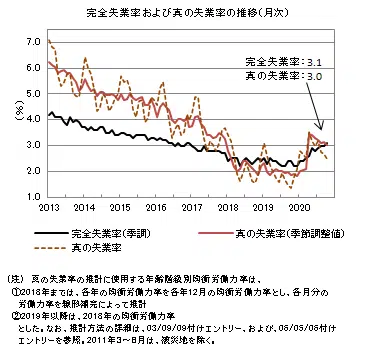 完全失業率および真の失業率の推移(月次)
7.0
6.0
5.0
4.0
3.0
2.0
1.0
(%)
完全失業率:3.1
真の失業率:3.0
2013 2014 2015 2016 2017 2018 2019 2020
完全失業率(季調)
真の失業率(季節調整値)
真の失業率
(注) 真の失業率の推計に使用する年齢階級別均衡労働力率は、
①2018年までは、各年の均衡労働力率を各年12月の均衡労働力率とし、各月分の
労働力率を線形補完によって推計
②2019年以降は、2018年の均衡労働力率
とした。なお、推計方法の詳細は、03/09/09付けエントリー、および、06/05/06付け
エントリーを参照。2011年3~8月は、被災地を除く。